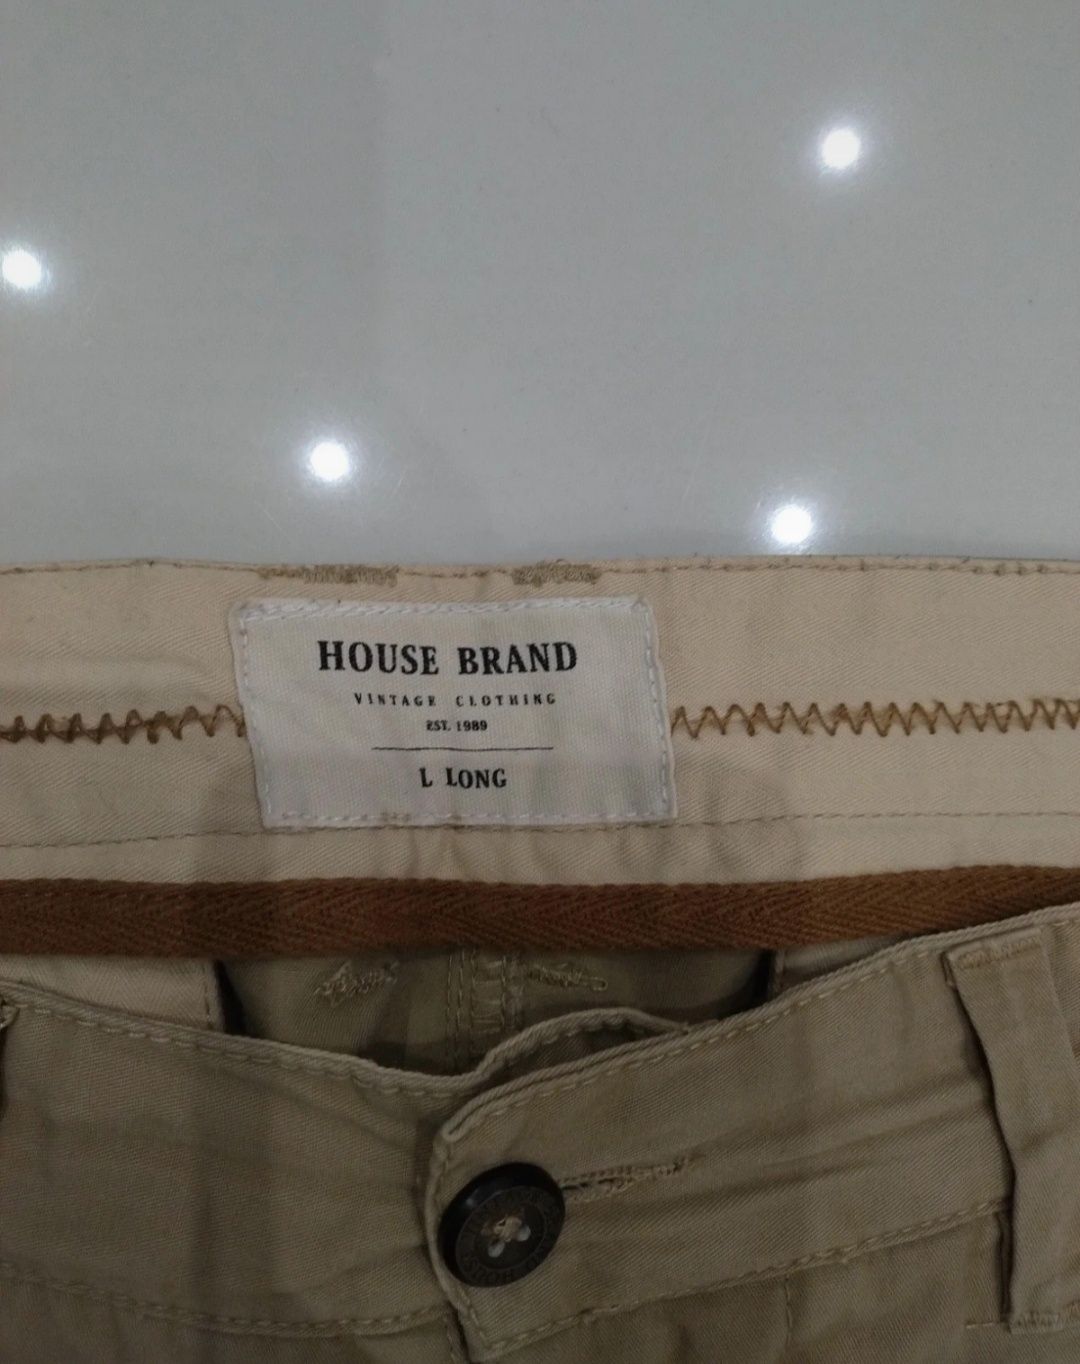 HOUSE BRAND
VINTAGE CLOTHING
EST. 1989
L LONG